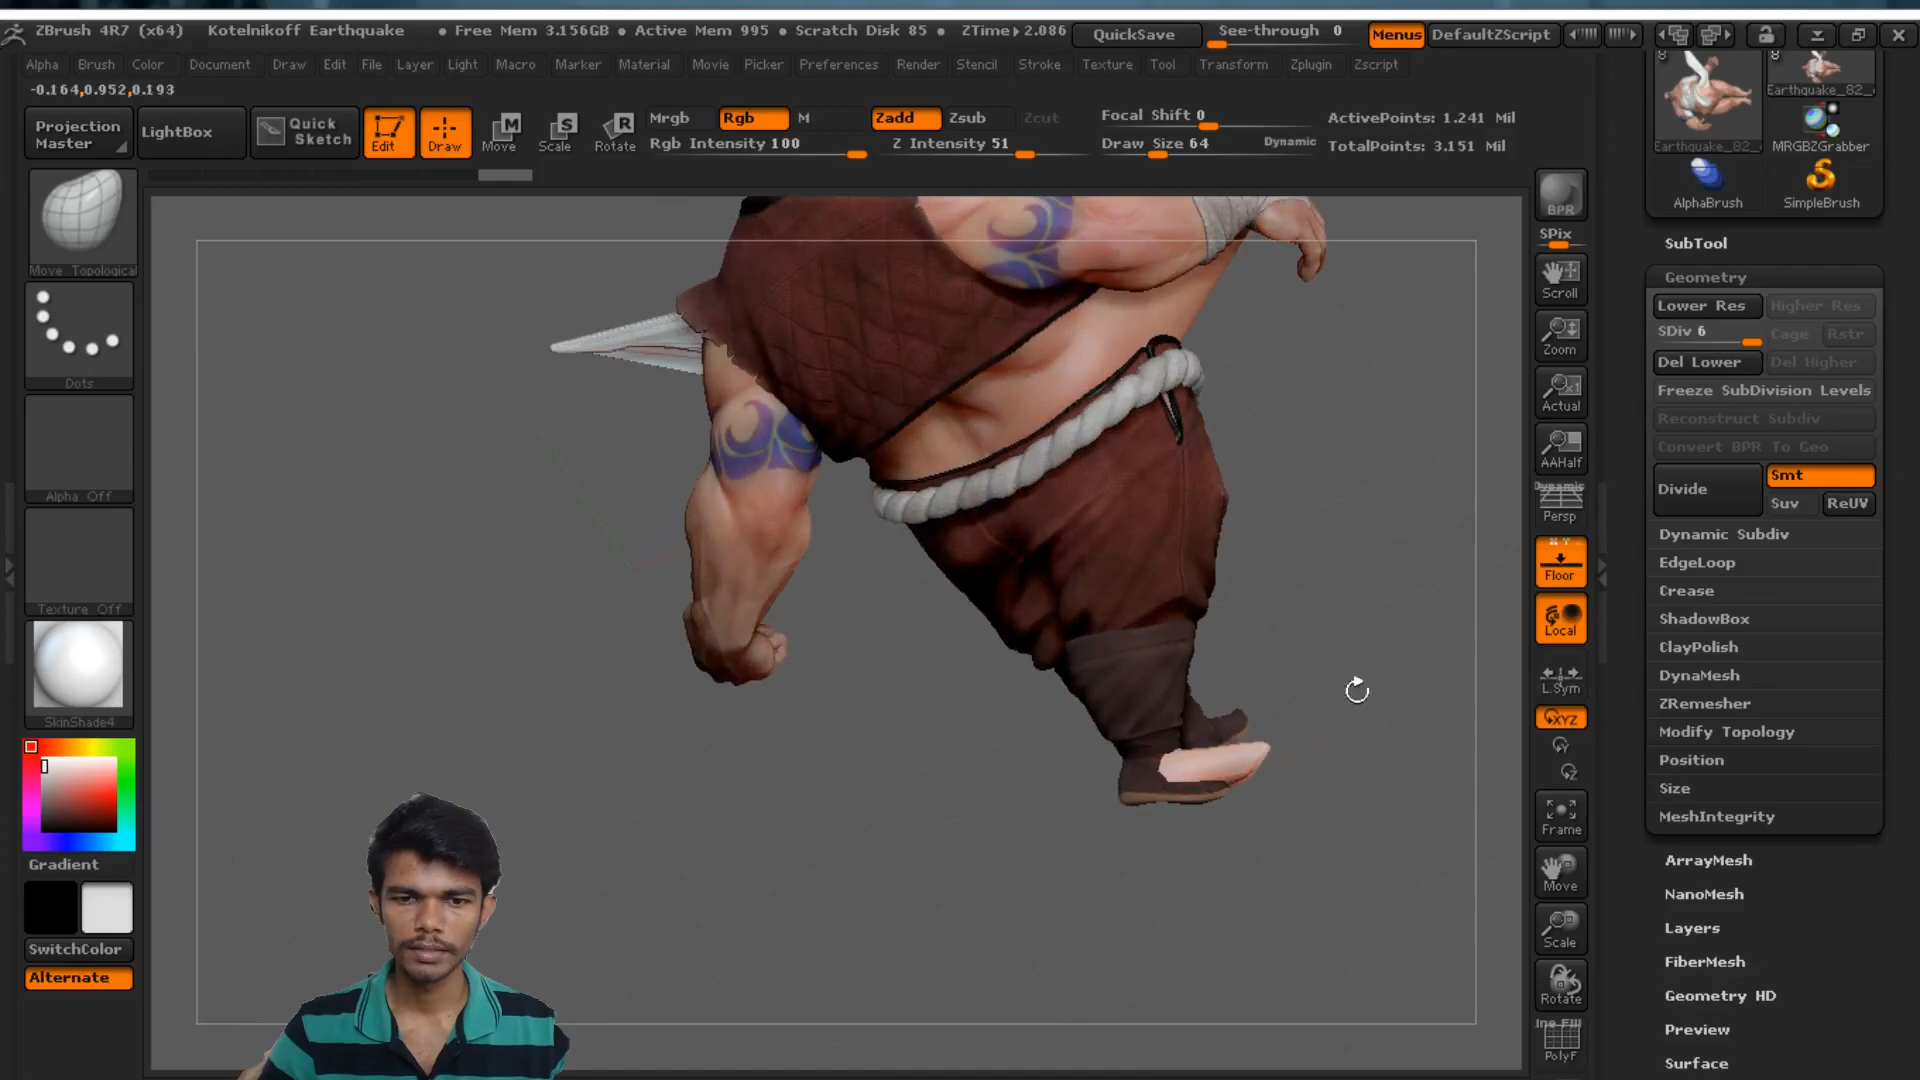 ZBrush 4R7 (x64) Kotelnikoff Earthquake • Free Mem 3.156GB • Active Mem 995 • Scratch Disk 85 • ZTime▸2.086 QuickSave See-through 0 Menus DefaultZScript
Alpha Brush Color Document Draw Edit File Layer Light Macro Marker Material Movie Picker Preferences Render Stencil Stroke Texture Tool Transform Zplugin Zscript
-0.164,0.952,0.193
Projection Master
LightBox
Quick Sketch
Edit
Draw
Move
Scale
Rotate
Mrgb Rgb M
Rgb Intensity 100
Zadd Zsub Zcut
Z Intensity 51
Focal Shift 0
Draw Size 64 Dynamic
ActivePoints: 1.241 Mil
TotalPoints: 3.151 Mil
Move Topological
Dots
Alpha Off
Texture Off
SkinShade4
Gradient
SwitchColor
Alternate
BPR
SPix
Scroll
Zoom
Actual
AAHalf
Dynamic
Persp
Floor
Local
L.Sym
XYZ
Frame
Move
Scale
Rotate
PolyF
8
8
Earthquake_82_
Earthquake_82_
MRGBZGrabber
AlphaBrush
SimpleBrush
SubTool
Geometry
Lower Res Higher Res
SDiv 6 Cage Rstr
Del Lower Del Higher
Freeze SubDivision Levels
Reconstruct Subdiv
Convert BPR To Geo
Divide
Smt
Suv ReUV
Dynamic Subdiv
EdgeLoop
Crease
ShadowBox
ClayPolish
DynaMesh
ZRemesher
Modify Topology
Position
Size
MeshIntegrity
ArrayMesh
NanoMesh
Layers
FiberMesh
Geometry HD
Preview
Surface